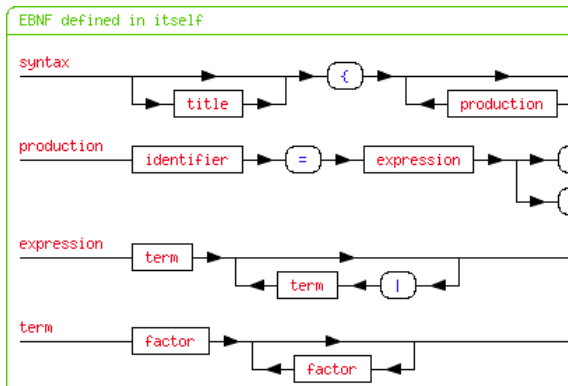 EBNF defined in itself
syntax
{
title
production
production
identifier = expression
expression
term
term |
term
factor
factor